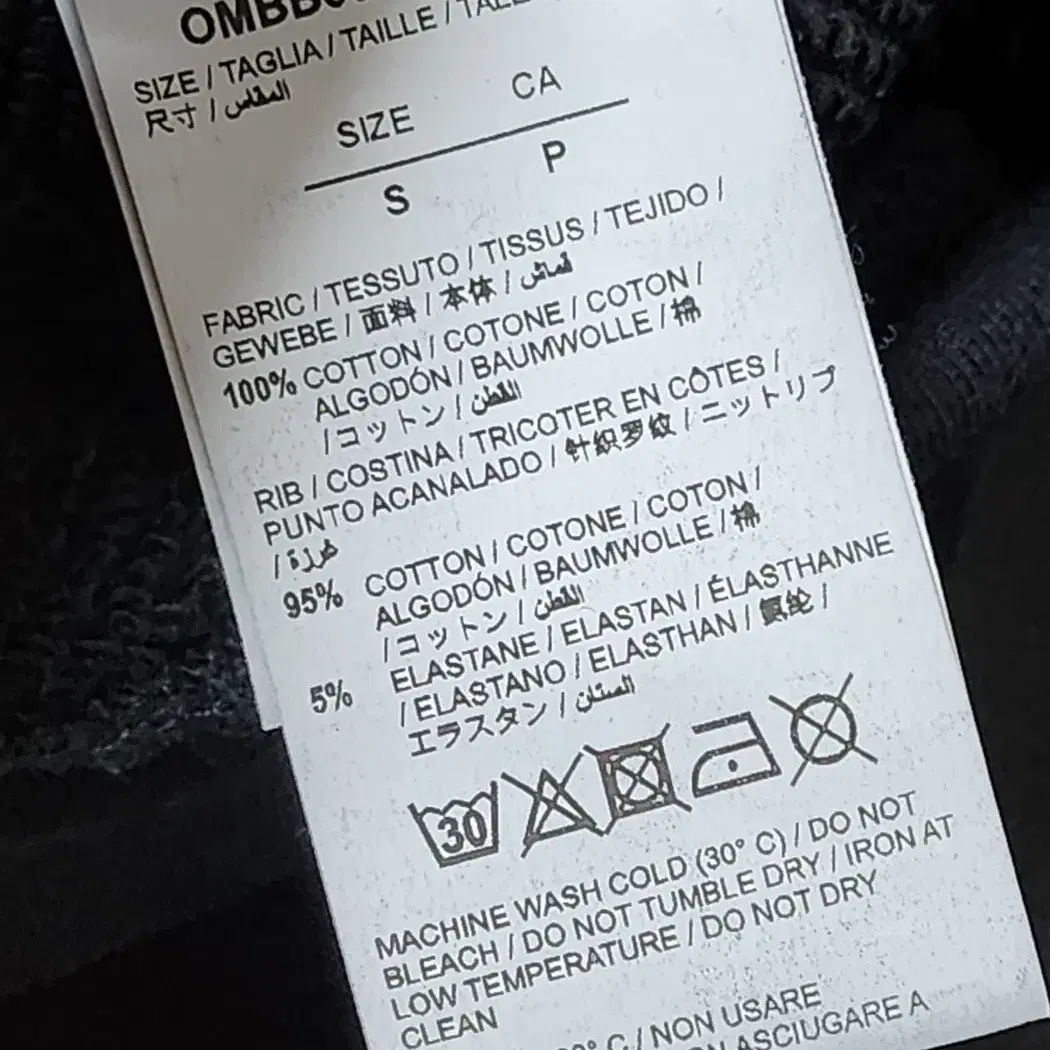 SIZE / TAGLIA / TAILLE /
尺寸 / المقاس
SIZE CA
S P
FABRIC / TESSUTO / TISSUS / TEJIDO /
GEWEBE / 面料 / 本体 / قماش
100% COTTON / COTONE / COTON /
ALGODÓN / BAUMWOLLE / 棉
/ コットン / القطن
RIB / COSTINA / TRICOTER EN CÔTES /
PUNTO ACANALADO / 针织罗纹 / ニットリブ
/
95% COTTON / COTONE / COTON /
ALGODÓN / BAUMWOLLE / 棉
/ コットン / القطن
5% ELASTANE / ELASTAN / ÉLASTHANNE
/ ELASTANO / ELASTHAN / 氨纶 /
エラスタン /
30
MACHINE WASH COLD (30° C) / DO NOT
BLEACH / DO NOT TUMBLE DRY / IRON AT
LOW TEMPERATURE / DO NOT DRY
CLEAN
C / NON USARE
ASCIUGARE A